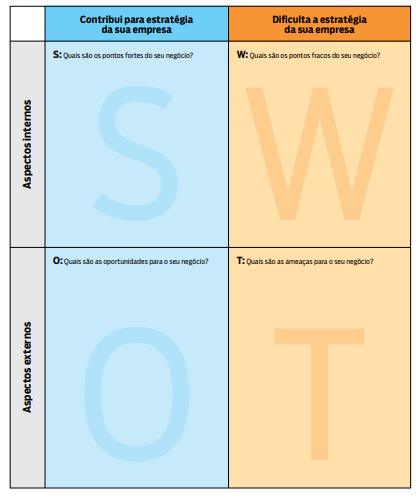 Contribui para estratégia
da sua empresa
Dificulta a estratégia
da sua empresa
Aspectos internos
S: Quais são os pontos fortes do seu negócio?
S
W: Quais são os pontos fracos do seu negócio?
W
Aspectos externos
O: Quais são as oportunidades para o seu negócio?
O
T: Quais são as ameaças para o seu negócio?
T